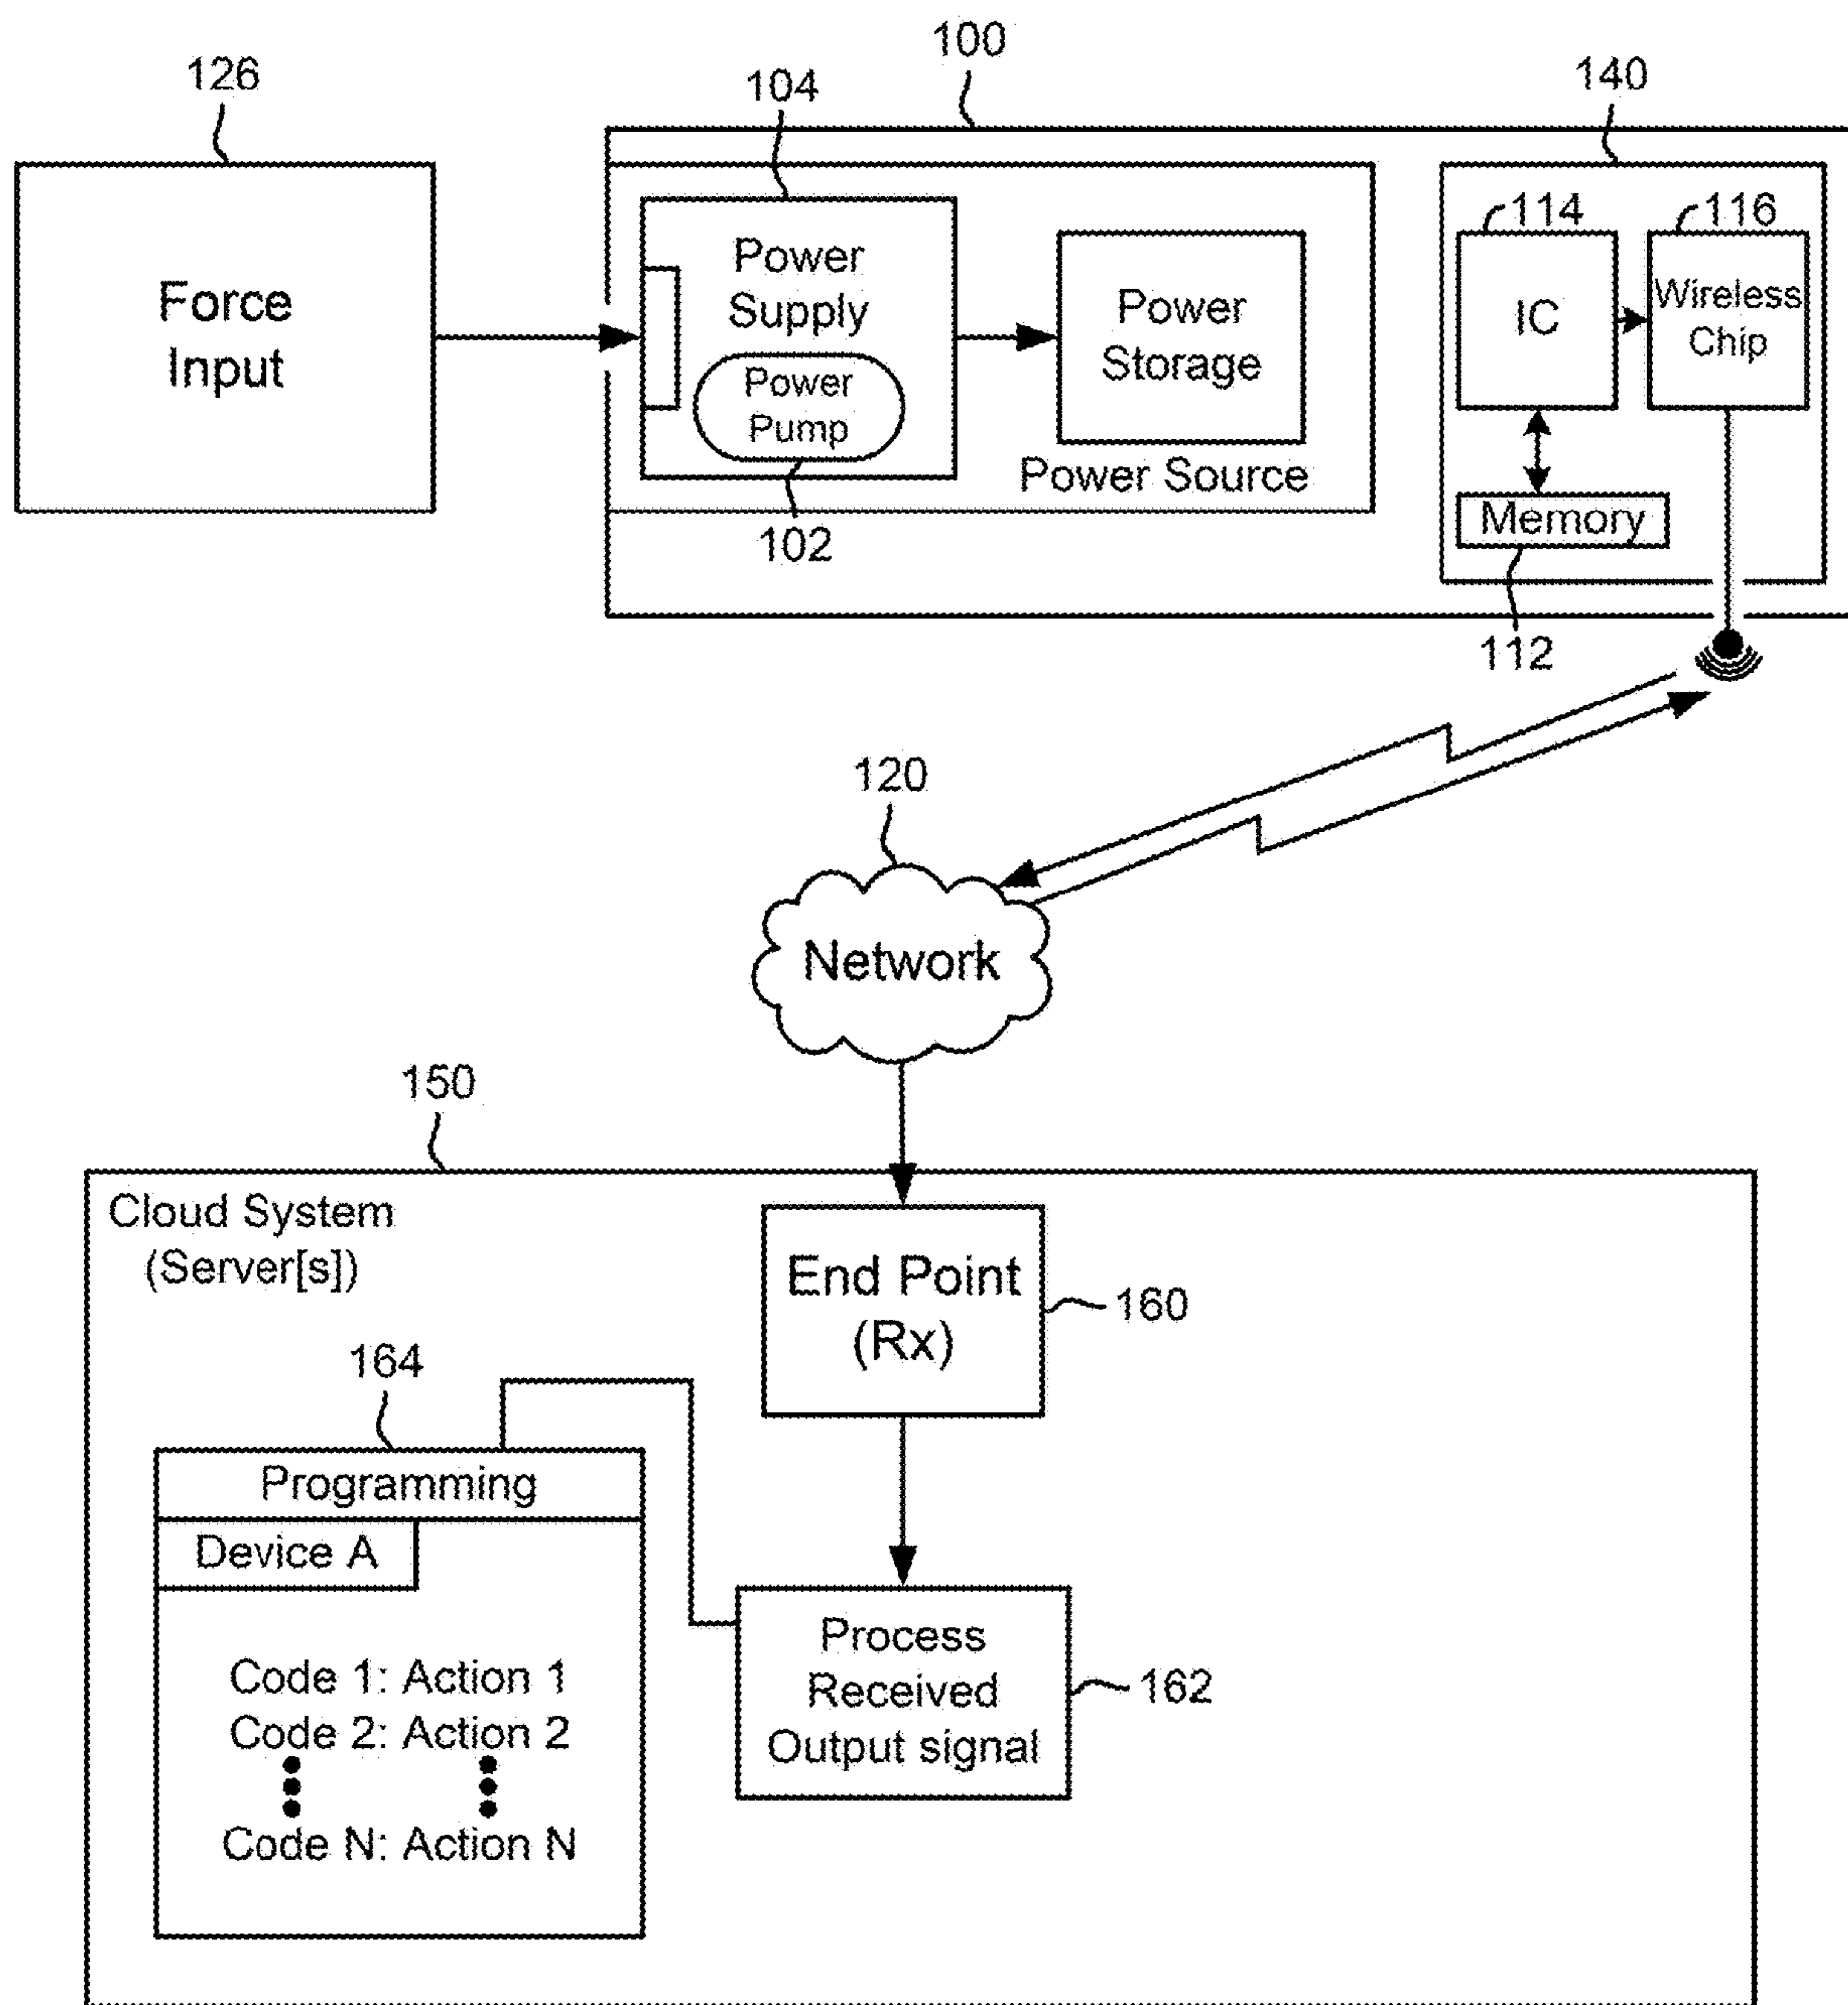 100
126
104
140
114
116
Force
Input
Power
Supply
Power
Pump
102
Power
Storage
Power Source
IC
Wireless
Chip
Memory
112
120
Network
150
Cloud System
(Server[s])
End Point
(Rx)
160
164
Programming
Device A
Code 1: Action 1
Code 2: Action 2
Code N: Action N
Process
Received
Output signal
162